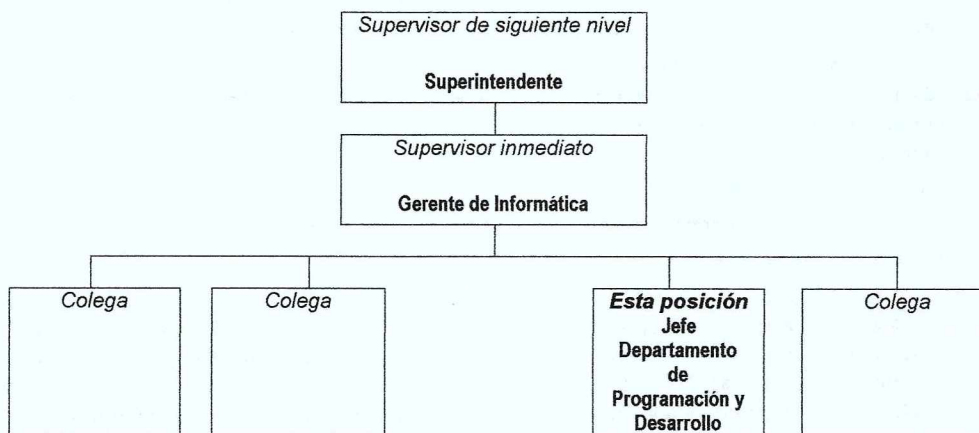 Supervisor de siguiente nivel
Superintendente
Supervisor inmediato
Gerente de Informática
Colega
Colega
Esta posición
Jefe
Departamento
de
Programación y
Desarrollo
Colega